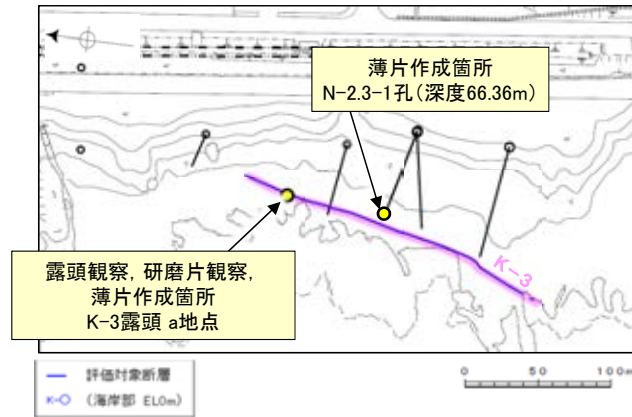 薄片作成箇所
N-2.3-1孔(深度66.36m)
露頭観察,研磨片観察,
薄片作成箇所
K-3露頭 a地点
K-3
評価対象断層
K-○ (海岸部 EL0m)
0 50 100m